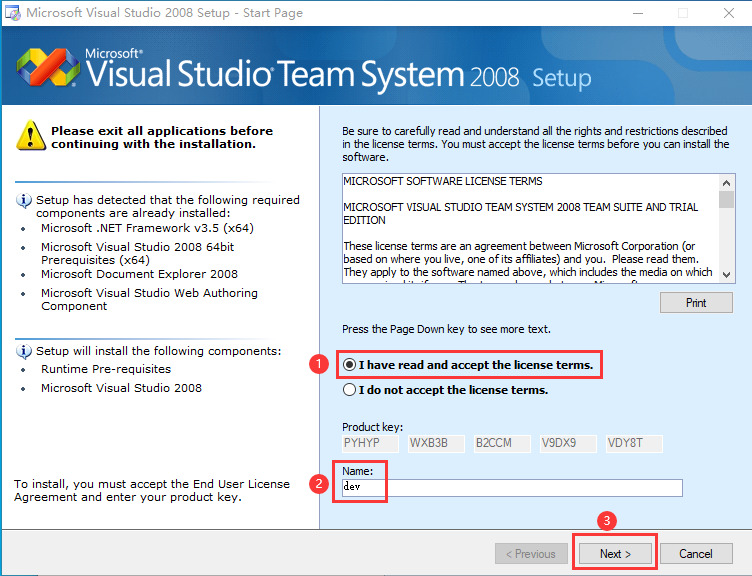 Microsoft Visual Studio 2008 Setup - Start Page
Microsoft®
Visual Studio Team System 2008 Setup
Please exit all applications before
continuing with the installation.
Setup has detected that the following required
components are already installed:
• Microsoft .NET Framework v3.5 (x64)
• Microsoft Visual Studio 2008 64bit
Prerequisites (x64)
• Microsoft Document Explorer 2008
• Microsoft Visual Studio Web Authoring
Component
Setup will install the following components:
• Runtime Pre-requisites
• Microsoft Visual Studio 2008
To install, you must accept the End User License
Agreement and enter your product key.
Be sure to carefully read and understand all the rights and restrictions described
in the license terms. You must accept the license terms before you can install the
software.
MICROSOFT SOFTWARE LICENSE TERMS
MICROSOFT VISUAL STUDIO TEAM SYSTEM 2008 TEAM SUITE AND TRIAL
EDITION
These license terms are an agreement between Microsoft Corporation (or
based on where you live, one of its affiliates) and you. Please read them.
They apply to the software named above, which includes the media on which
Print
Press the Page Down key to see more text.
1 I have read and accept the license terms.
I do not accept the license terms.
Product key:
PYHYP WXB3B B2CCM V9DX9 VDY8T
Name:
2 dev
3
< Previous Next > Cancel